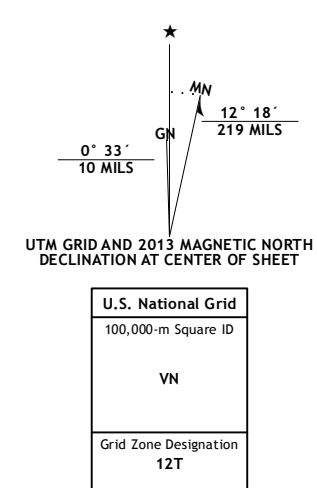 ★
MN
GN
12° 18´
219 MILS
0° 33´
10 MILS
UTM GRID AND 2013 MAGNETIC NORTH
DECLINATION AT CENTER OF SHEET
U.S. National Grid
100,000-m Square ID
VN
Grid Zone Designation
12T